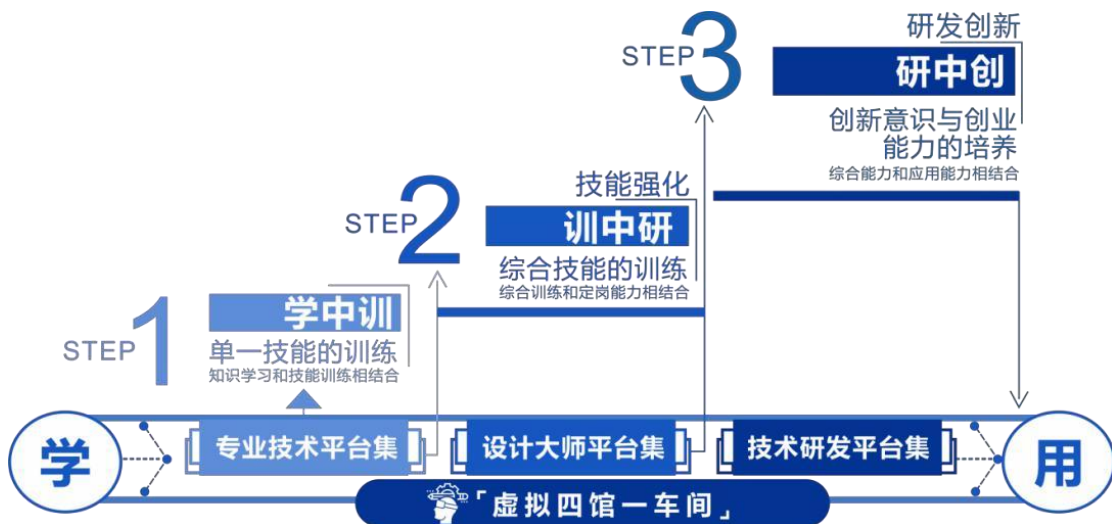 STEP 3
研发创新
研中创
创新意识与创业
能力的培养
综合能力和应用能力相结合
STEP 2
技能强化
训中研
综合技能的训练
综合训练和定岗能力相结合
STEP 1
学中训
单一技能的训练
知识学习和技能训练相结合
学
专业技术平台集
设计大师平台集
技术研发平台集
用
「虚拟四馆一车间」